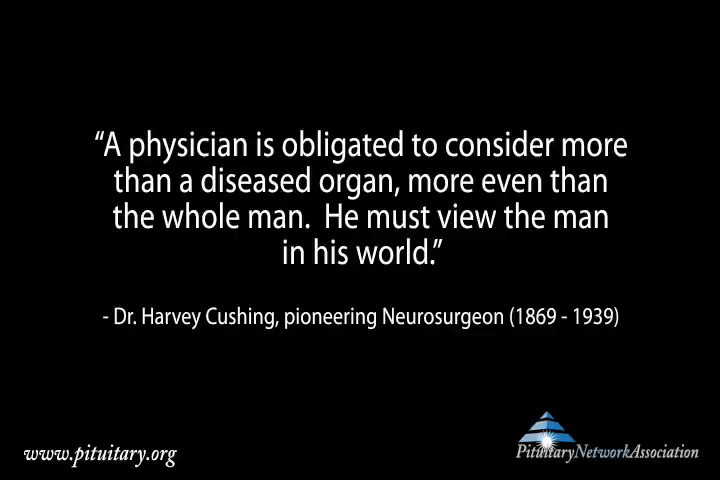 “A physician is obligated to consider more
than a diseased organ, more even than
the whole man.  He must view the man
in his world.”
- Dr. Harvey Cushing, pioneering Neurosurgeon (1869 - 1939)
www.pituitary.org
PituitaryNetworkAssociation